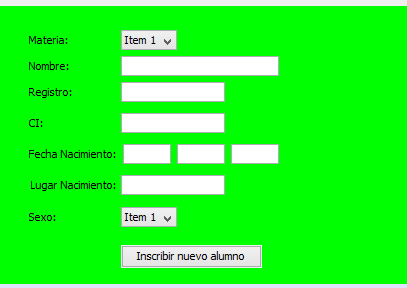 Materia: Item 1
Nombre:
Registro:
CI:
Fecha Nacimiento:
Lugar Nacimiento:
Sexo: Item 1
Inscribir nuevo alumno